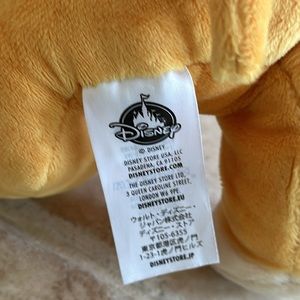 Disney
© DISNEY
DISNEY STORE USA, LLC
PASADENA, CA 91105
DISNEYSTORE.COM
THE DISNEY STORE LTD.
3 QUEEN CAROLINE STREET,
LONDON W6 9PE
DISNEYSTORE.EU
ウォルト・ディズニー・
ジャパン株式会社
ディズニー・ストア
〒105-6355
東京都港区虎ノ門
1-23-1虎ノ門ヒルズ
DISNEYSTORE.JP